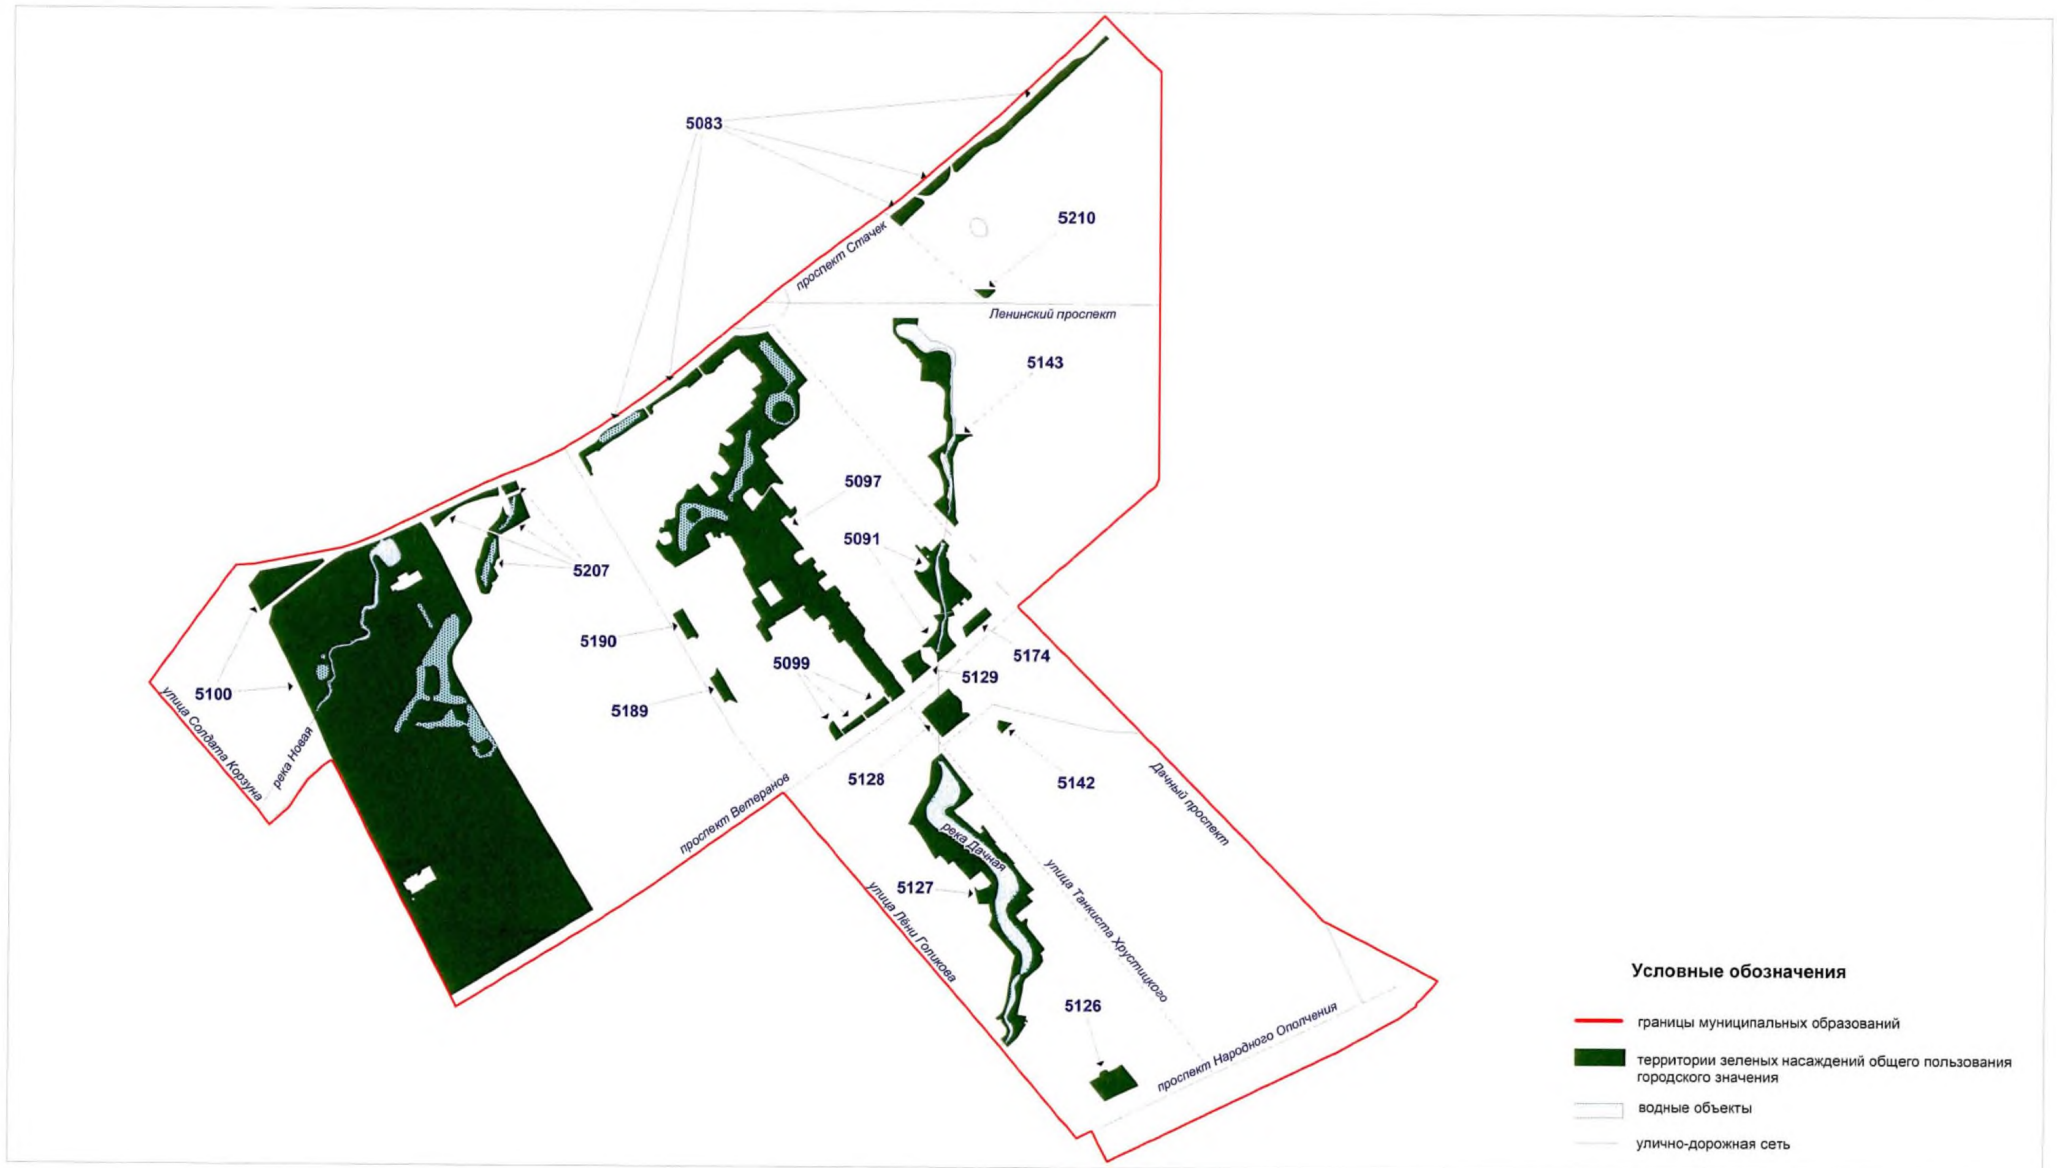 5083
5210
проспект Стачек
Ленинский проспект
5143
5097
5091
5207
5190
5099
5174
5129
5100
5189
улица Солдата Корзуна
река Новая
5128
5142
проспект Ветеранов
Дачный проспект
река Дачная
5127
улица Лёни Голикова
улица Танкиста Хрустицкого
5126
проспект Народного Ополчения
Условные обозначения
границы муниципальных образований
территории зеленых насаждений общего пользования
городского значения
водные объекты
улично-дорожная сеть